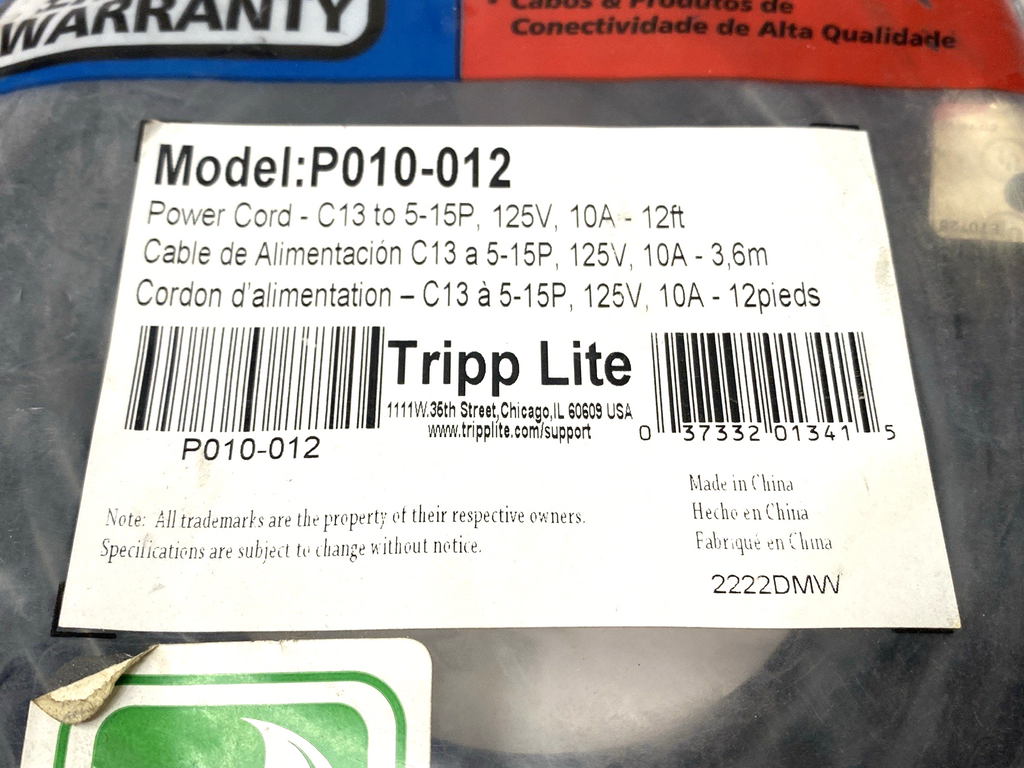 WARRANTY
• Cabos & Produtos de
Conectividade de Alta Qualidade
Model:P010-012
Power Cord - C13 to 5-15P, 125V, 10A - 12ft
Cable de Alimentación C13 a 5-15P, 125V, 10A - 3,6m
Cordon d'alimentation – C13 à 5-15P, 125V, 10A - 12pieds
Tripp Lite
1111W.35th Street,Chicago,IL 60609 USA
www.tripplite.com/support
P010-012
0 37332 01341 5
Made in China
Hecho en China
Fabriqué en China
Note: All trademarks are the property of their respective owners.
Specifications are subject to change without notice.
2222DMW